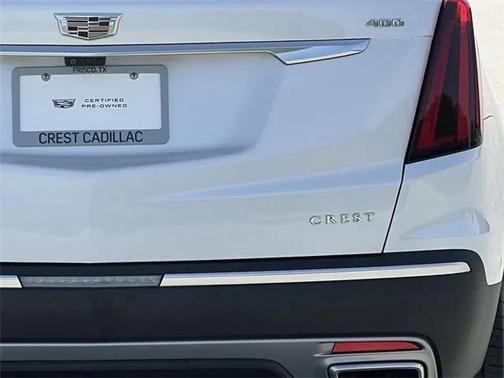 400
FRISCO, TX
CERTIFIED
PRE-OWNED
CREST CADILLAC
CREST